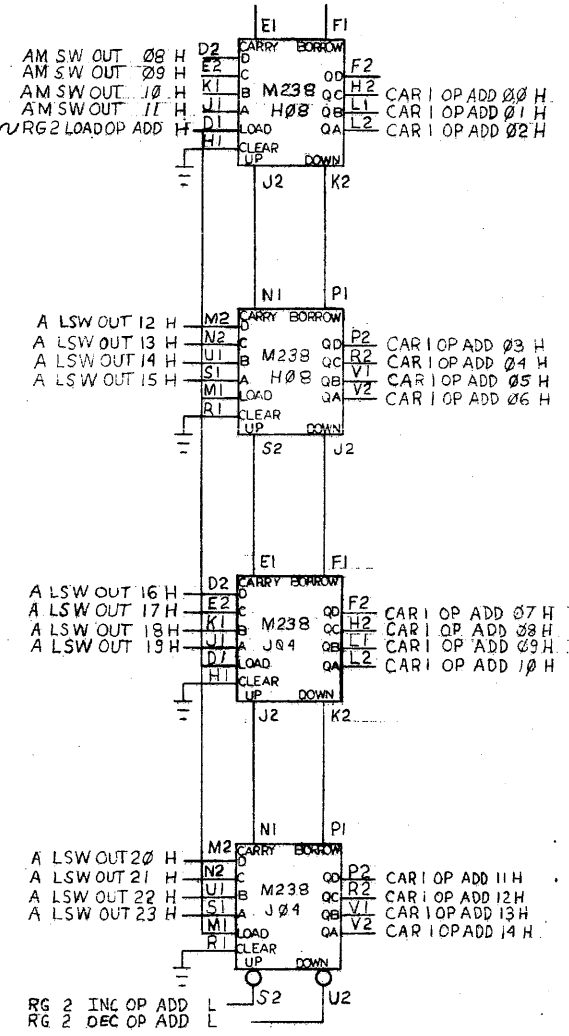 E1 F1
D2 CARRY BORROW
AM SW OUT Ø8 H D
AM SW OUT Ø9 H E2 C QD F2
AM SW OUT 1Ø H K1 B M238 QC H2 CAR 1 OP ADD ØØ H
AM SW OUT 11 H J1 A HØ8 QB L1 CAR 1 OP ADD Ø1 H
~RG2 LOAD OP ADD H D1 LOAD QA L2 CAR 1 OP ADD Ø2 H
H1 CLEAR
UP DOWN
J2 K2
N1 P1
M2 CARRY BORROW
A LSW OUT 12 H D
A LSW OUT 13 H N2 C QD P2 CAR 1 OP ADD Ø3 H
A LSW OUT 14 H U1 B M238 QC R2 CAR 1 OP ADD Ø4 H
A LSW OUT 15 H S1 A HØ8 QB V1 CAR 1 OP ADD Ø5 H
M1 LOAD QA V2 CAR 1 OP ADD Ø6 H
R1 CLEAR
UP DOWN
S2 J2
E1 F1
D2 CARRY BORROW
A LSW OUT 16 H D
A LSW OUT 17 H E2 C QD F2 CAR 1 OP ADD Ø7 H
A LSW OUT 18 H K1 B M238 QC H2 CAR 1 OP ADD Ø8 H
A LSW OUT 19 H J1 A JØ4 QB L1 CAR 1 OP ADD Ø9 H
D1 LOAD QA L2 CAR 1 OP ADD 1Ø H
H1 CLEAR
UP DOWN
J2 K2
N1 P1
M2 CARRY BORROW
A LSW OUT 2Ø H D
A LSW OUT 21 H N2 C QD P2 CAR 1 OP ADD 11 H
A LSW OUT 22 H U1 B M238 QC R2 CAR 1 OP ADD 12 H
A LSW OUT 23 H S1 A JØ4 QB V1 CAR 1 OP ADD 13 H
M1 LOAD QA V2 CAR 1 OP ADD 14 H
R1 CLEAR
UP DOWN
RG 2 INC OP ADD L S2 U2
RG 2 DEC OP ADD L